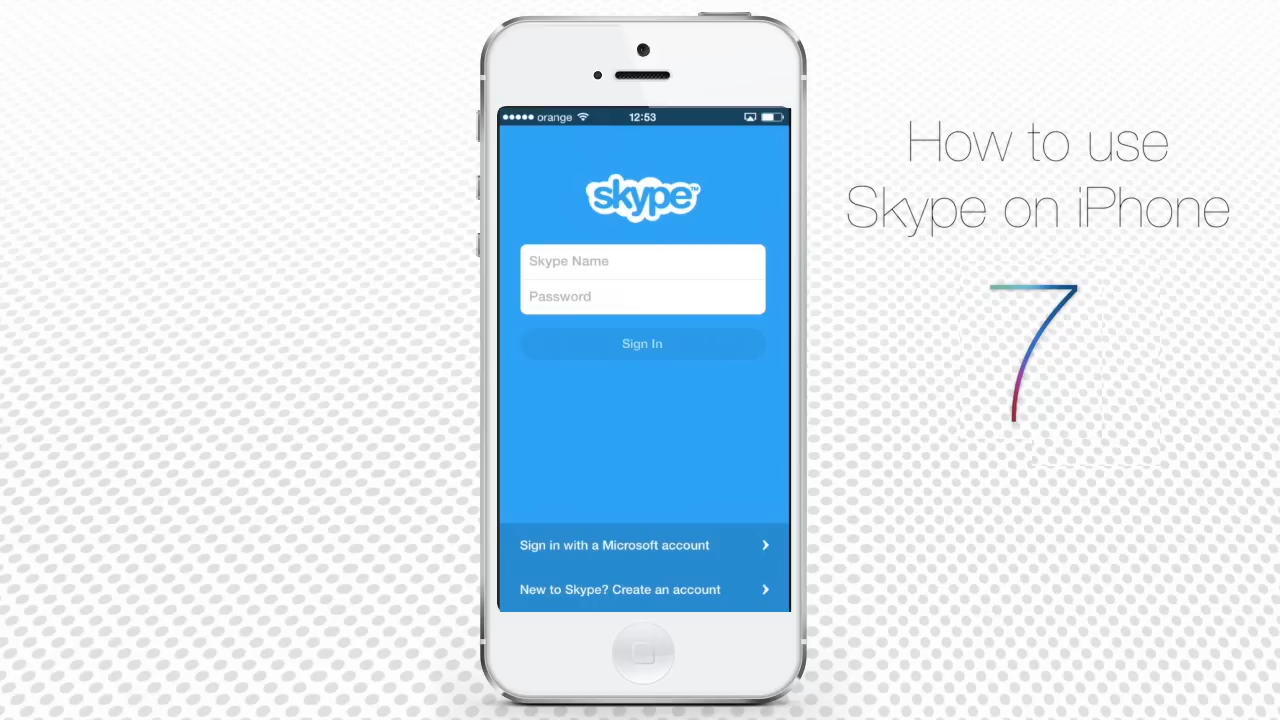 orange 12:53
skype™
Skype Name
Password
Sign In
Sign in with a Microsoft account
New to Skype? Create an account
How to use
Skype on iPhone
7